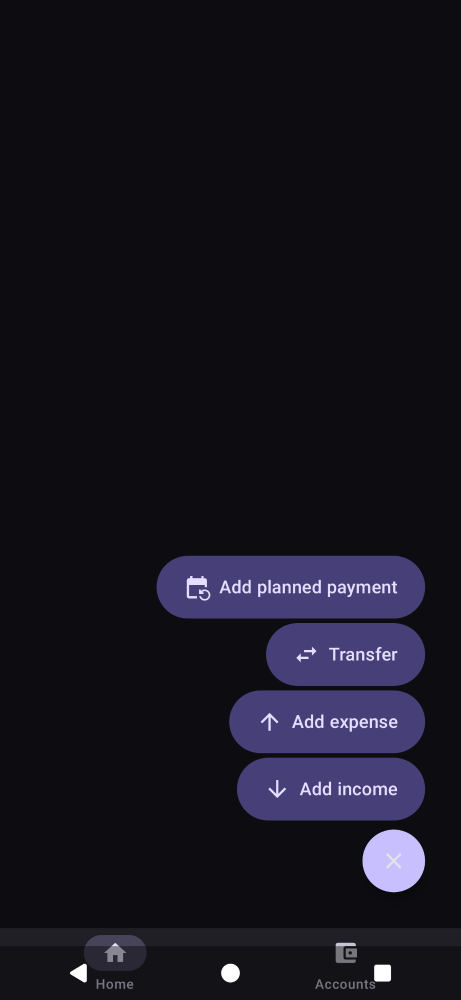 Add planned payment
Transfer
Add expense
Add income
Home
Accounts